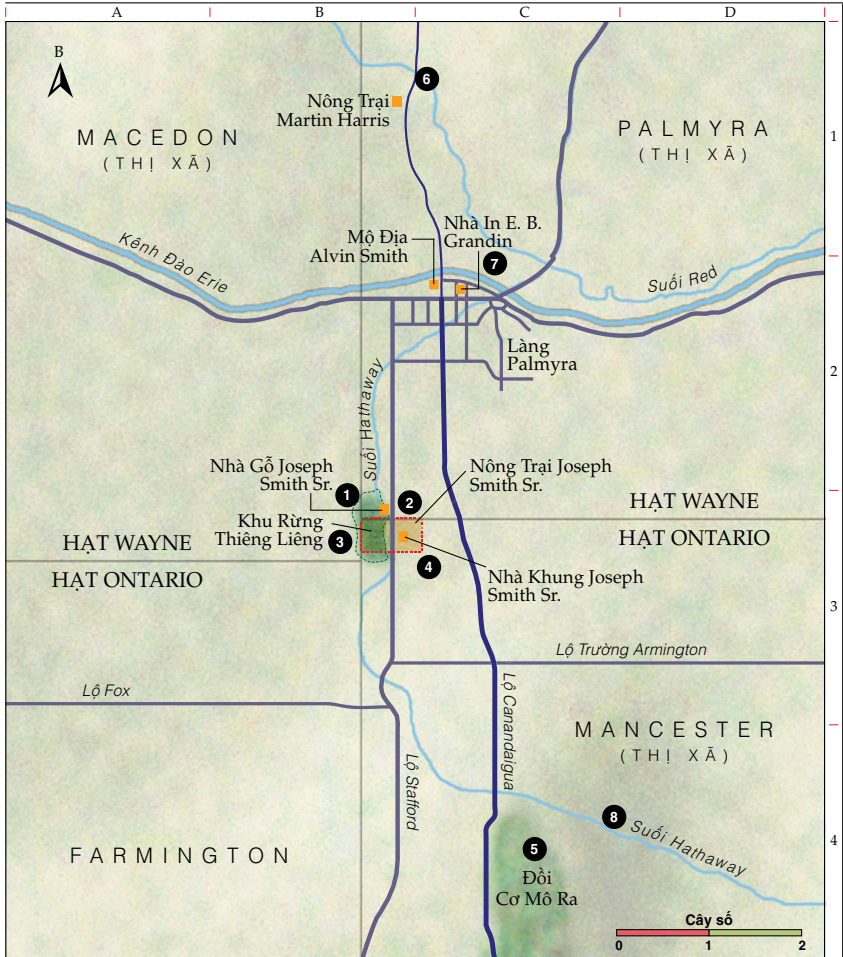 A B C D
B
6
Nông Trại
Martin Harris
MACEDON
(THỊ XÃ)
PALMYRA
(THỊ XÃ)
1
Kênh Đào Erie
Mộ Địa
Alvin Smith
Nhà In E. B.
Grandin
7
Suối Red
Làng
Palmyra
2
Suối Hathaway
Nhà Gỗ Joseph
Smith Sr.
1
2
Nông Trại Joseph
Smith Sr.
Khu Rừng
Thiêng Liêng
3
HẠT WAYNE
HẠT ONTARIO
HẠT WAYNE
HẠT ONTARIO
4
Nhà Khung Joseph
Smith Sr.
3
Lộ Trường Armington
Lộ Fox
Lộ Canandaigua
Lộ Stafford
MANCESTER
(THỊ XÃ)
8
Suối Hathaway
FARMINGTON
5
Đồi
Cơ Mô Ra
4
Cây số
0 1 2